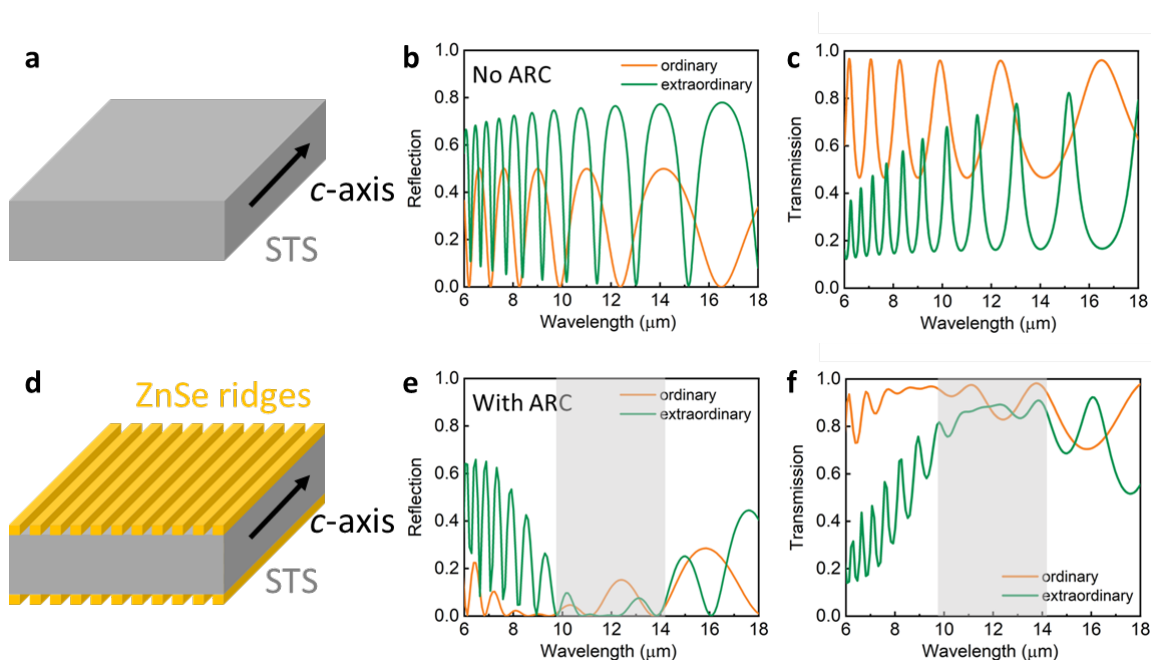 a
c-axis
STS
b
No ARC
ordinary
extraordinary
Reflection
1.0
0.8
0.6
0.4
0.2
0.0
6 8 10 12 14 16 18
Wavelength (μm)
c
ordinary
extraordinary
Transmission
1.0
0.8
0.6
0.4
0.2
0.0
6 8 10 12 14 16 18
Wavelength (μm)
d
ZnSe ridges
c-axis
STS
e
With ARC
ordinary
extraordinary
Reflection
1.0
0.8
0.6
0.4
0.2
0.0
6 8 10 12 14 16 18
Wavelength (μm)
f
Transmission
1.0
0.8
0.6
0.4
0.2
0.0
ordinary
extraordinary
6 8 10 12 14 16 18
Wavelength (μm)